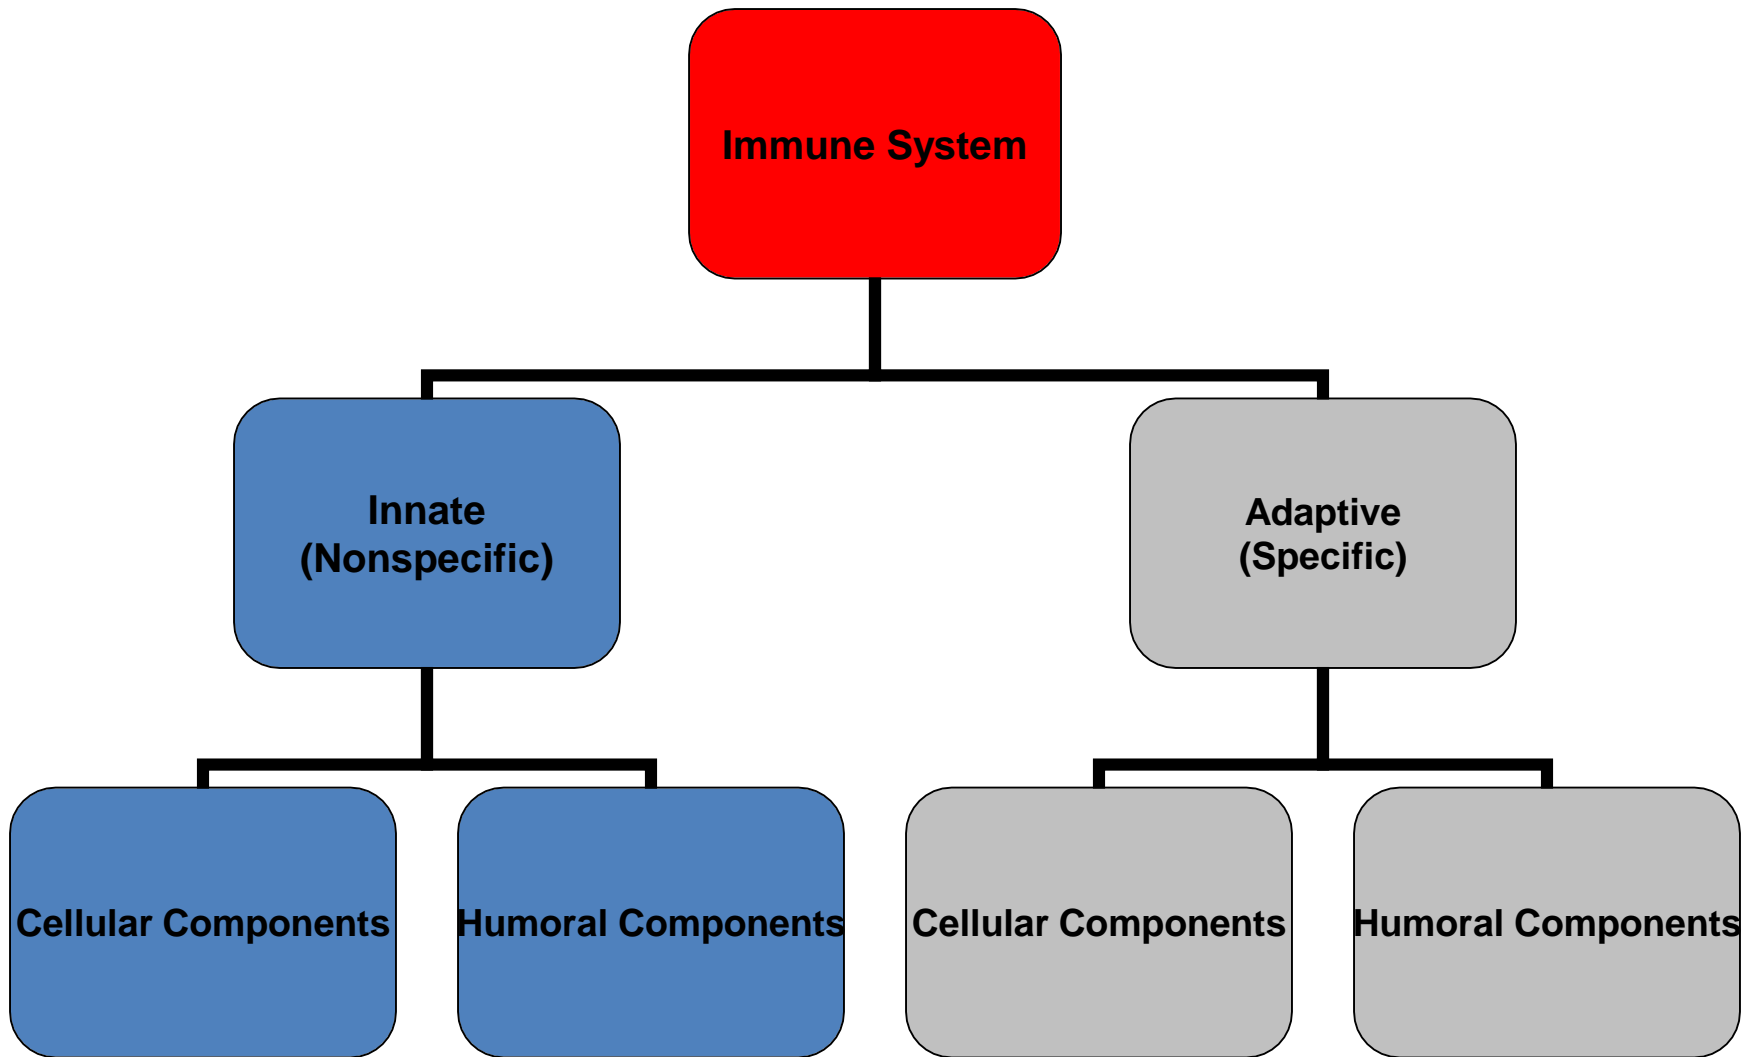 Immune System
Innate
(Nonspecific)
Adaptive
(Specific)
Cellular Components
Humoral Components
Cellular Components
Humoral Components